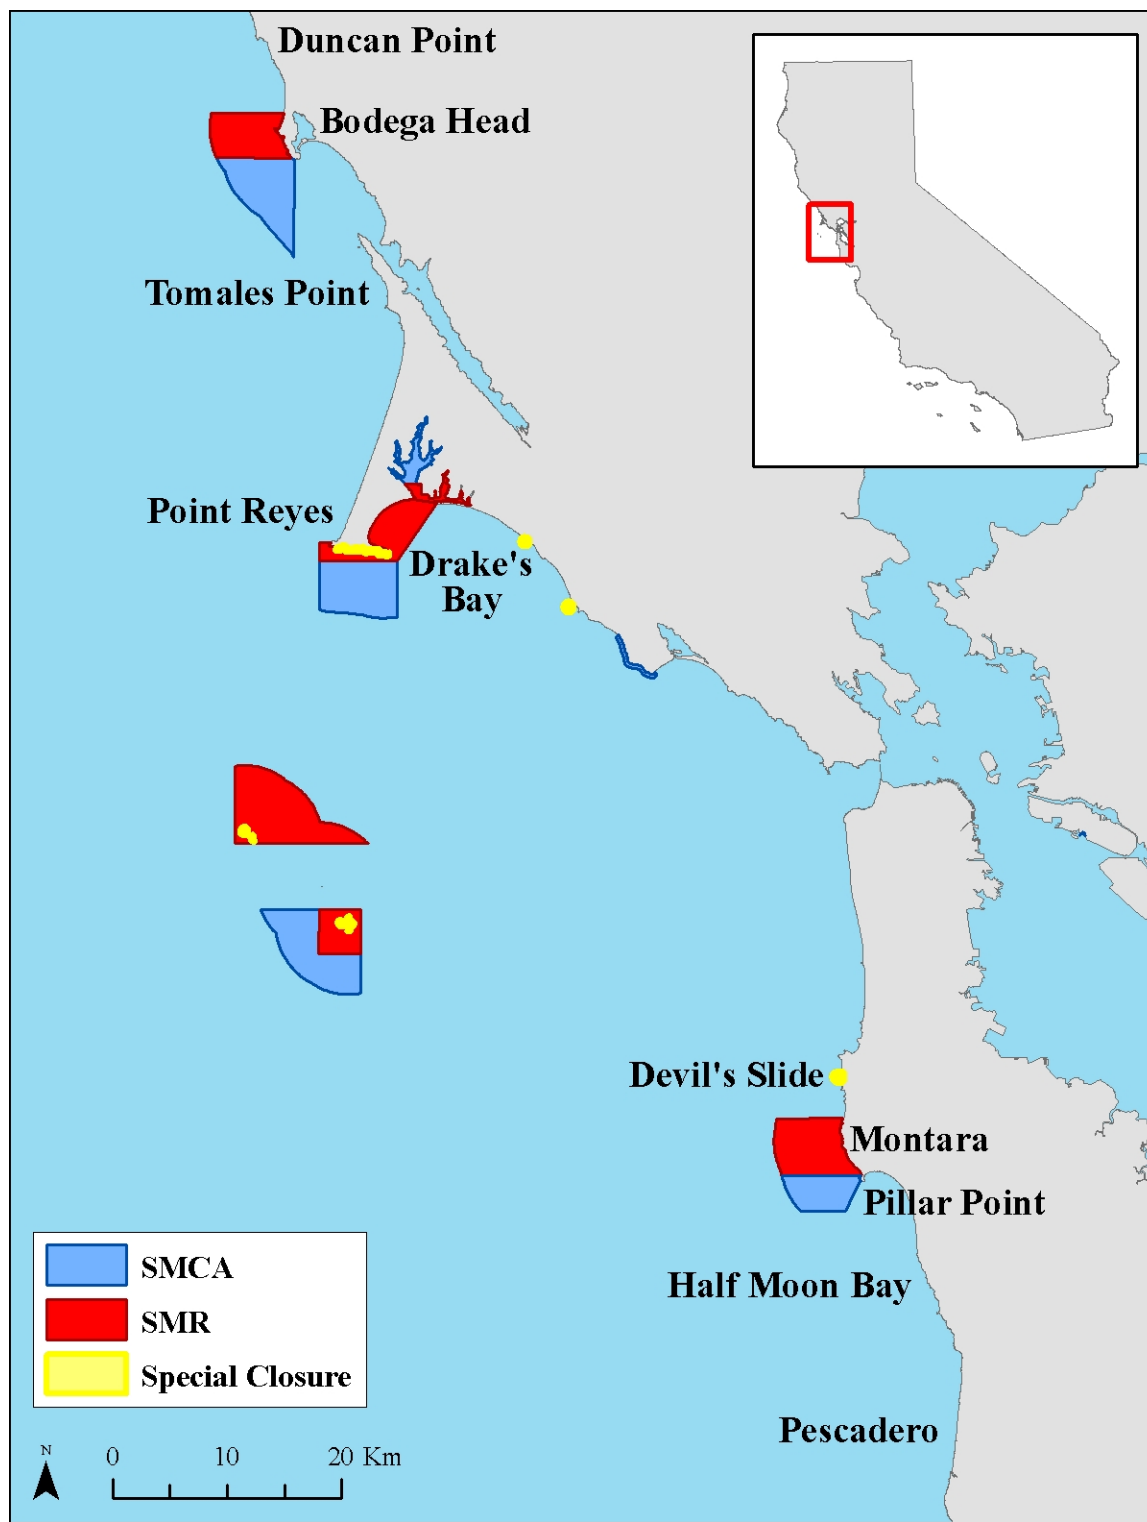 Duncan Point
Bodega Head
Tomales Point
Point Reyes
Drake's
Bay
Devil's Slide
Montara
Pillar Point
Half Moon Bay
Pescadero
SMCA
SMR
Special Closure
N
0 10 20 Km